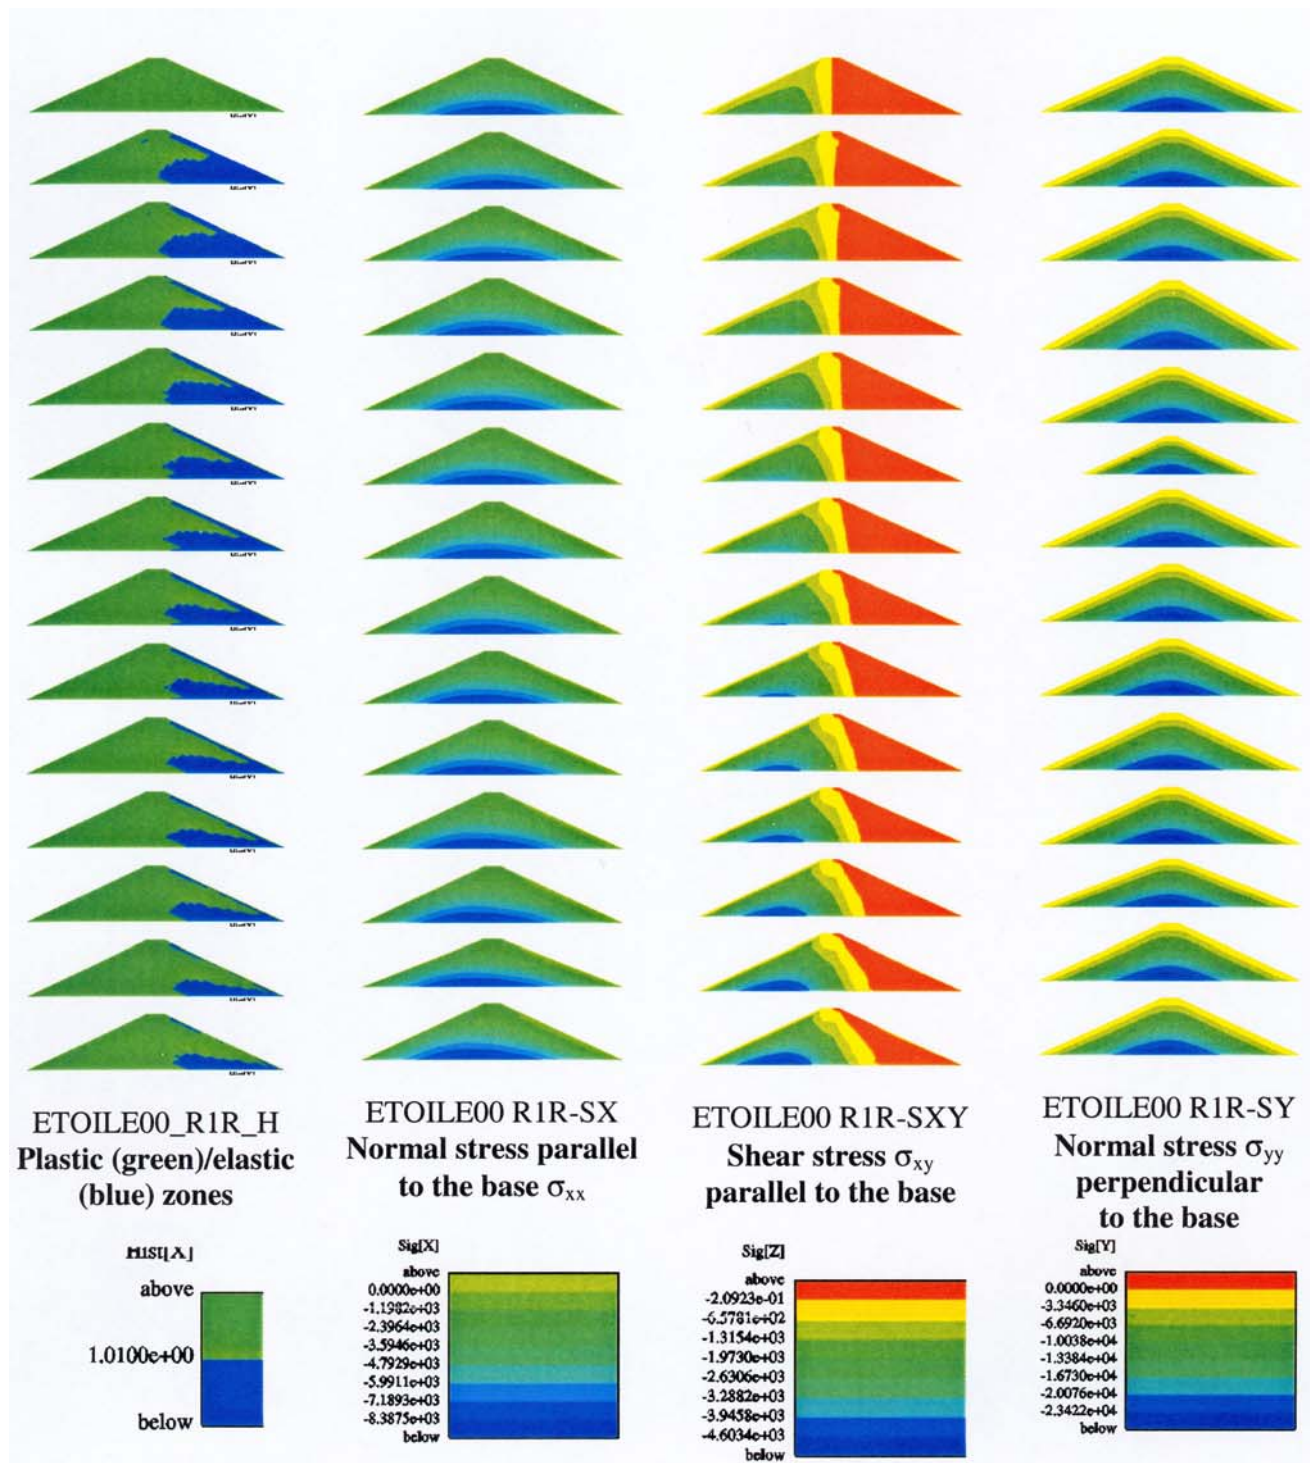 ETOILE00_R1R_H
Plastic (green)/elastic
(blue) zones
ETOILE00 R1R-SX
Normal stress parallel
to the base σxx
ETOILE00 R1R-SXY
Shear stress σxy
parallel to the base
ETOILE00 R1R-SY
Normal stress σyy
perpendicular
to the base
Hist[X]
above
1.0100e+00
below
Sig[X]
above
0.0000e+00
-1.1982e+03
-2.3964e+03
-3.5946e+03
-4.7929e+03
-5.9911e+03
-7.1893e+03
-8.3875e+03
below
Sig[Z]
above
-2.0923e-01
-6.5781e+02
-1.3154e+03
-1.9730e+03
-2.6306e+03
-3.2882e+03
-3.9458e+03
-4.6034e+03
below
Sig[Y]
above
0.0000e+00
-3.3460e+03
-6.6920e+03
-1.0038e+04
-1.3384e+04
-1.6730e+04
-2.0076e+04
-2.3422e+04
below